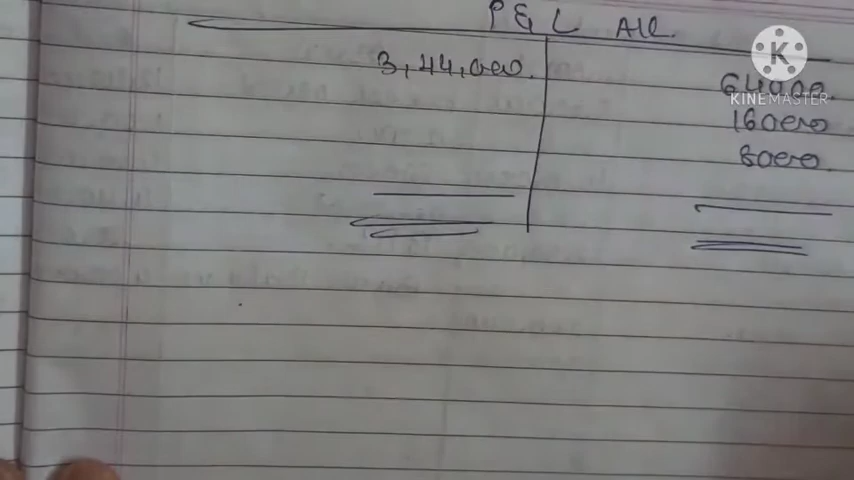 P & L A/c.
3,44,000.
64000
K
KINEMASTER
160000
80000.